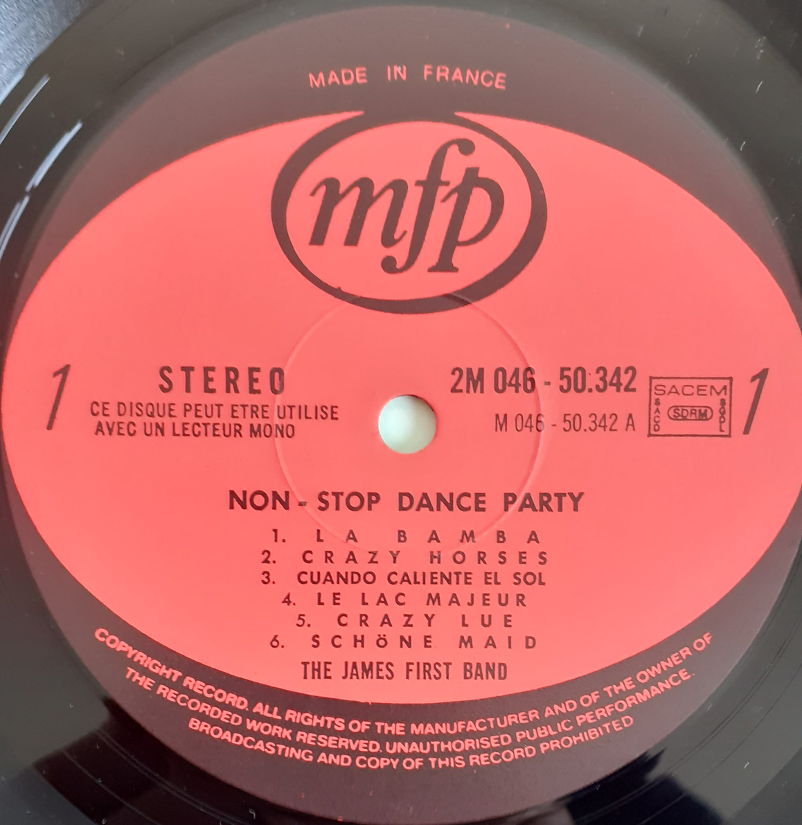 MADE IN FRANCE
mfp
1
STEREO
CE DISQUE PEUT ETRE UTILISE
AVEC UN LECTEUR MONO
2M 046 - 50.342
M 046 - 50.342 A
SACEM
SACD
SDRM
SGDL
1
NON - STOP DANCE PARTY
1. LA BAMBA
2. CRAZY HORSES
3. CUANDO CALIENTE EL SOL
4. LE LAC MAJEUR
5. CRAZY LUE
6. SCHÖNE MAID
THE JAMES FIRST BAND
COPYRIGHT RECORD. ALL RIGHTS OF THE MANUFACTURER AND OF THE OWNER OF
THE RECORDED WORK RESERVED. UNAUTHORISED PUBLIC PERFORMANCE.
BROADCASTING AND COPY OF THIS RECORD PROHIBITED